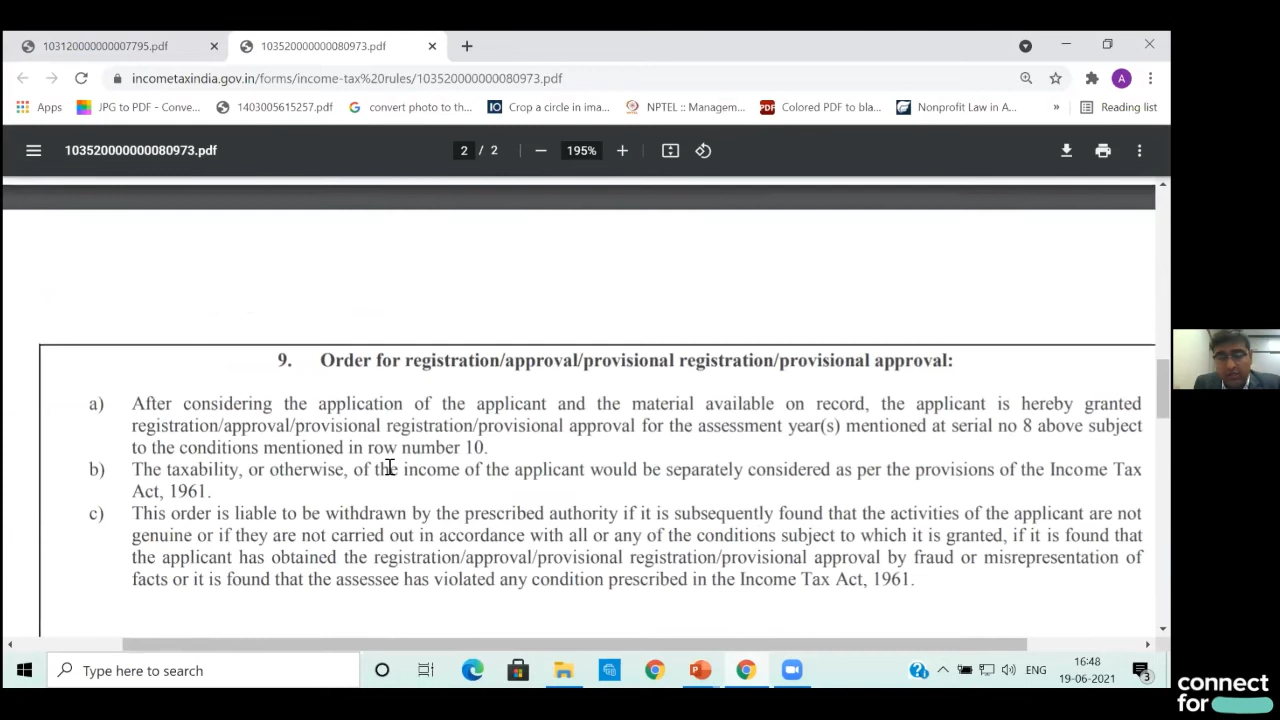 103120000000007795.pdf
103520000000080973.pdf
incometaxindia.gov.in/forms/income-tax%20rules/103520000000080973.pdf
A
Apps
JPG to PDF - Conve...
1403005615257.pdf
convert photo to th...
Crop a circle in ima...
NPTEL :: Managem...
Colored PDF to bla...
Nonprofit Law in A...
»
Reading list
103520000000080973.pdf
2 / 2
195%
9. Order for registration/approval/provisional registration/provisional approval:
a) After considering the application of the applicant and the material available on record, the applicant is hereby granted
registration/approval/provisional registration/provisional approval for the assessment year(s) mentioned at serial no 8 above subject
to the conditions mentioned in row number 10.
b) The taxability, or otherwise, of the income of the applicant would be separately considered as per the provisions of the Income Tax
Act, 1961.
c) This order is liable to be withdrawn by the prescribed authority if it is subsequently found that the activities of the applicant are not
genuine or if they are not carried out in accordance with all or any of the conditions subject to which it is granted, if it is found that
the applicant has obtained the registration/approval/provisional registration/provisional approval by fraud or misrepresentation of
facts or it is found that the assessee has violated any condition prescribed in the Income Tax Act, 1961.
Type here to search
ENG
16:48
19-06-2021
3
connect
for